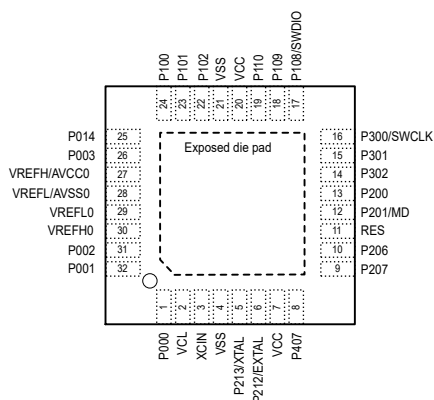 P100
P101
P102
VSS
VCC
P110
P109
P108/SWDIO
24
23
22
21
20
19
18
17
P014 25
P003 26
VREFH/AVCC0 27
VREFL/AVSS0 28
VREFL0 29
VREFH0 30
P002 31
P001 32
Exposed die pad
16 P300/SWCLK
15 P301
14 P302
13 P200
12 P201/MD
11 RES
10 P206
9 P207
1
2
3
4
5
6
7
8
P000
VCL
XCIN
VSS
P213/XTAL
P212/EXTAL
VCC
P407